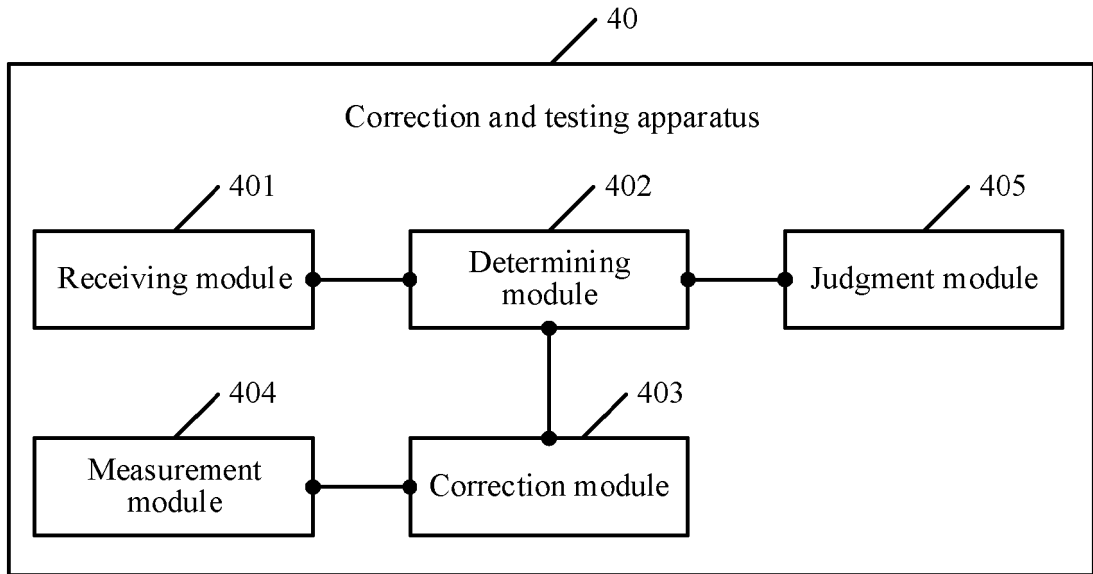 40
Correction and testing apparatus
401
402
405
Receiving module
Determining
module
Judgment module
404
403
Measurement
module
Correction module